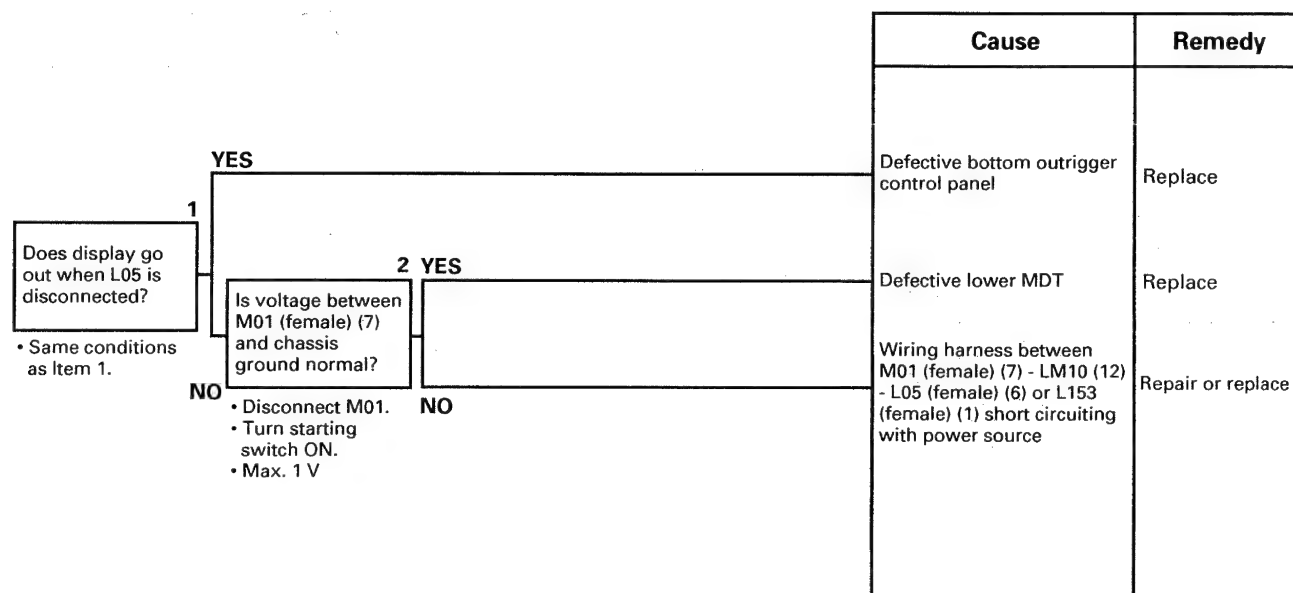 Cause
Remedy
YES
Defective bottom outrigger
control panel
Replace
1
Does display go
out when L05 is
disconnected?
• Same conditions
as Item 1.
2
YES
Defective lower MDT
Replace
Is voltage between
M01 (female) (7)
and chassis
ground normal?
NO
• Disconnect M01.
• Turn starting
switch ON.
• Max. 1 V
NO
Wiring harness between
M01 (female) (7) - LM10 (12)
- L05 (female) (6) or L153
(female) (1) short circuiting
with power source
Repair or replace